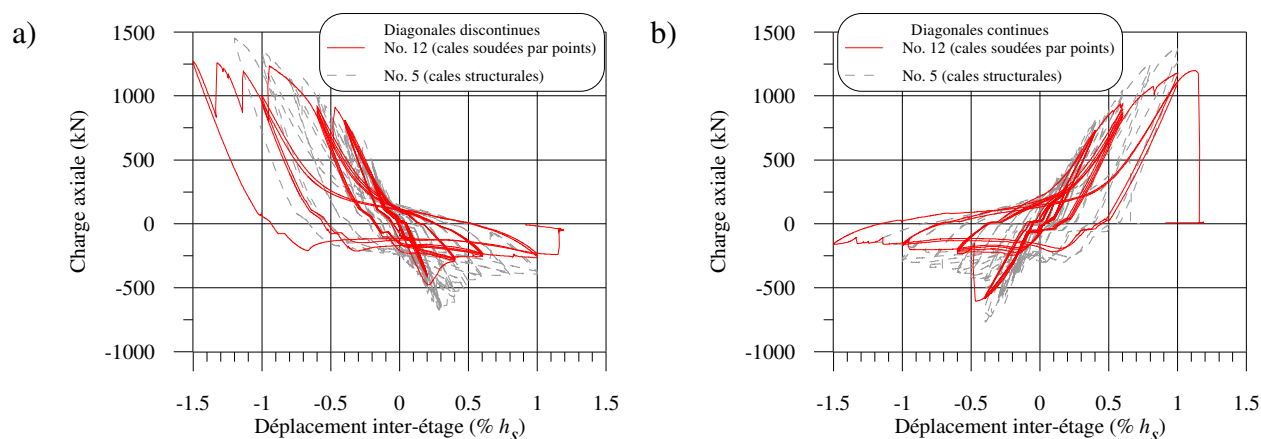 a)
Diagonales discontinues
No. 12 (cales soudées par points)
No. 5 (cales structurales)
1500
1000
500
0
-500
-1000
Charge axiale (kN)
-1.5 -1 -0.5 0 0.5 1 1.5
Déplacement inter-étage (% hs)
b)
Diagonales continues
No. 12 (cales soudées par points)
No. 5 (cales structurales)
1500
1000
500
0
-500
-1000
Charge axiale (kN)
-1.5 -1 -0.5 0 0.5 1 1.5
Déplacement inter-étage (% hs)